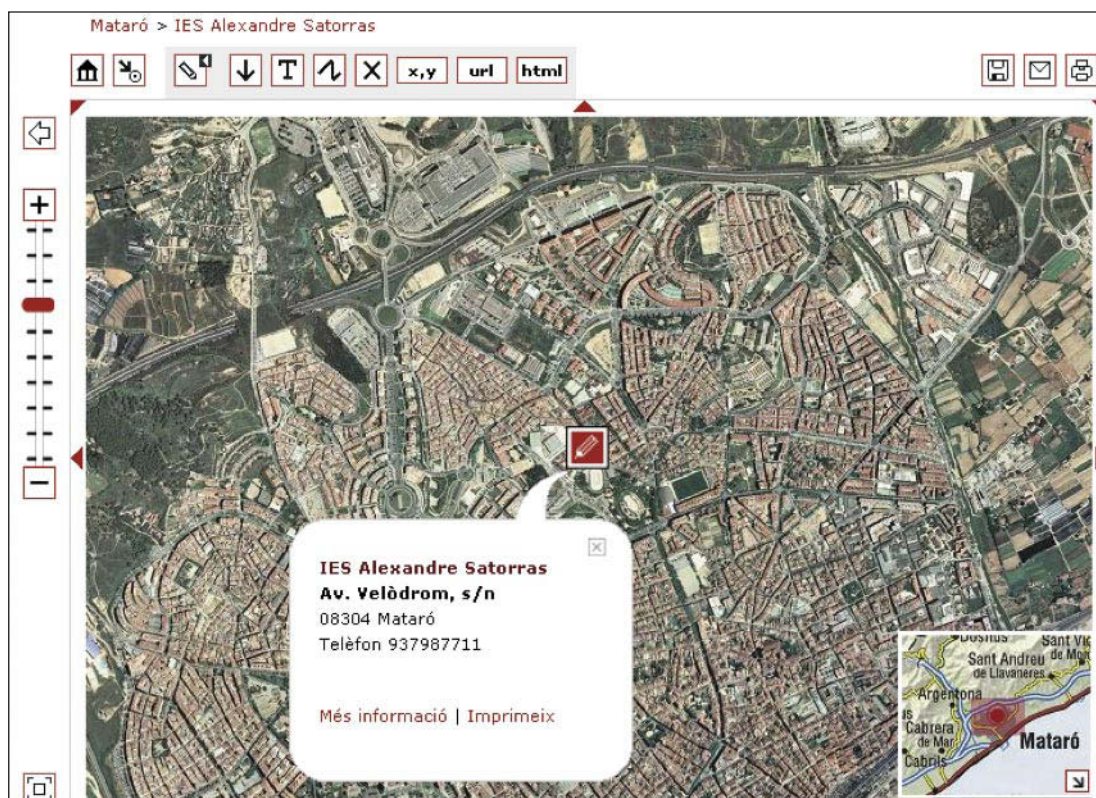 Mataró > IES Alexandre Satorras
T X x,y url html
+
−
IES Alexandre Satorras
Av. Velòdrom, s/n
08304 Mataró
Telèfon 937987711
Més informació | Imprimeix
Sant Andreu
de Llavaneres
Argentona
Cabrera
de Mar
Mataró
Cabrils